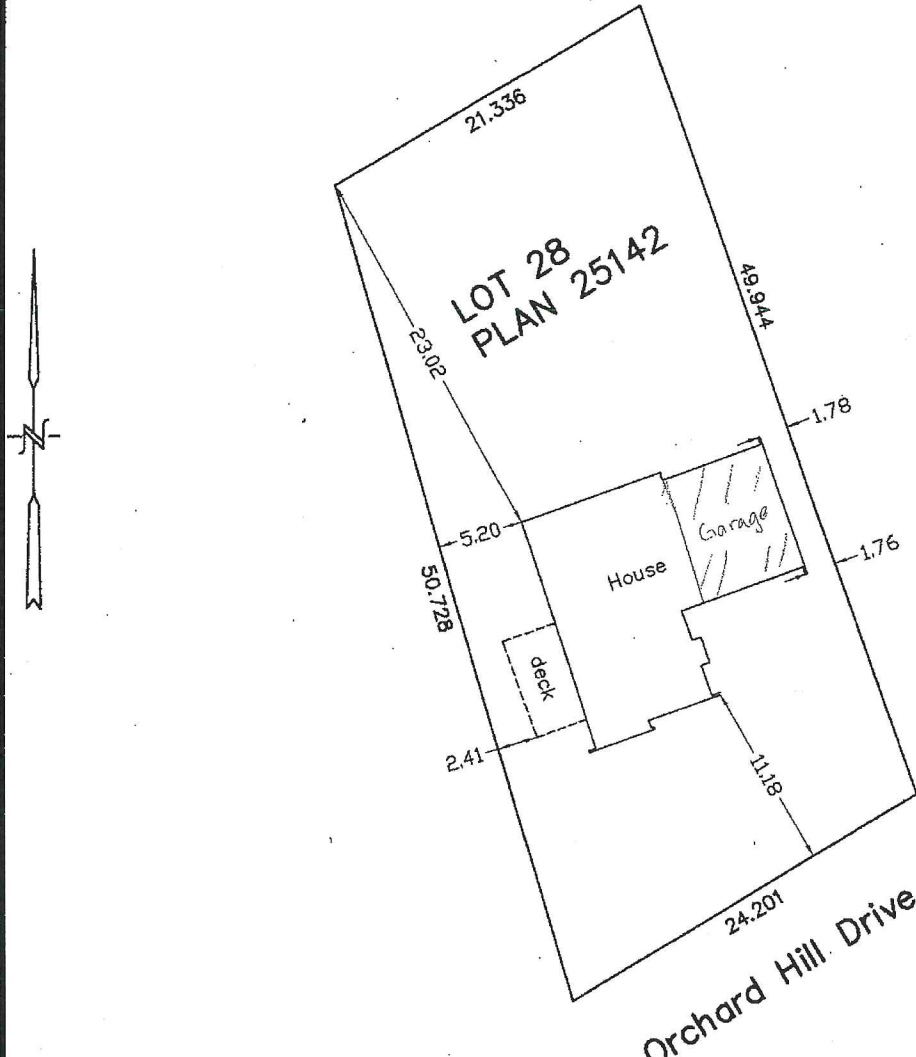 21.336
LOT 28
PLAN 25142
49.944
23.02
N
1.78
5.20
Garage
1.76
House
50.728
deck
2.41
11.18
24.201
Orchard Hill Drive